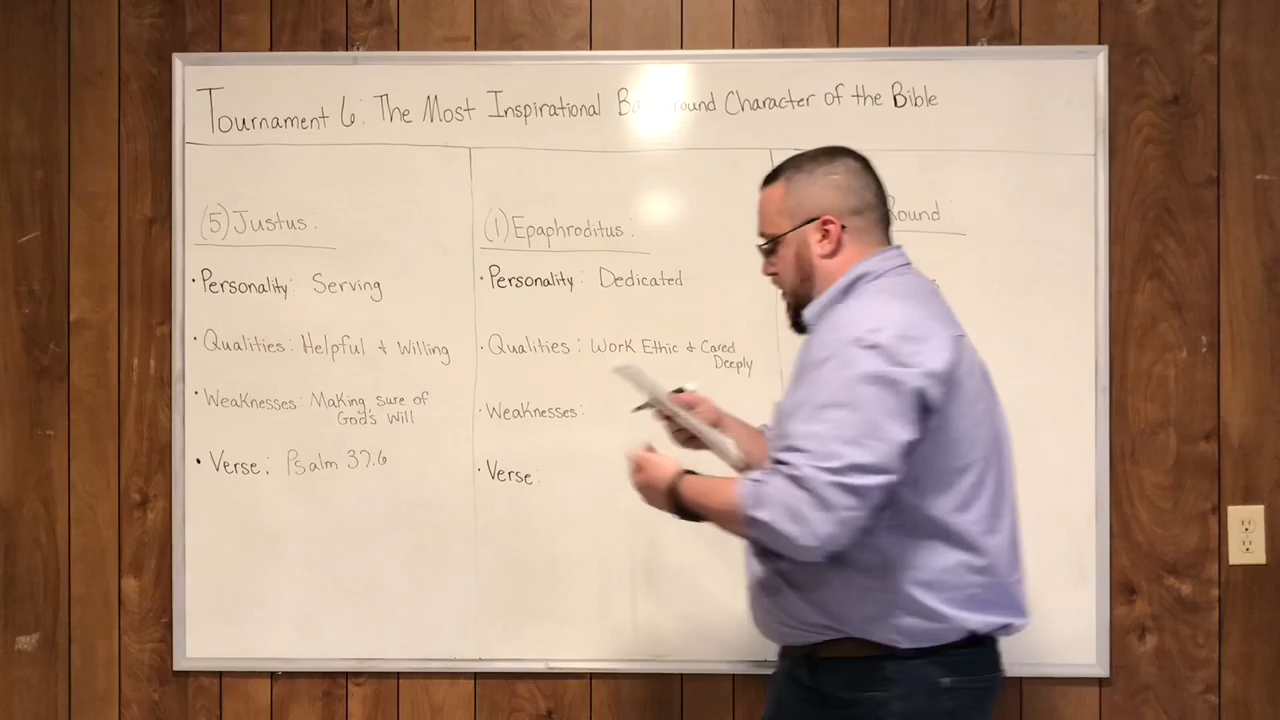 Tournament 6: The Most Inspirational Background Character of the Bible
(5) Justus:
• Personality: Serving
• Qualities: Helpful & Willing
• Weaknesses: Making sure of
God's Will
• Verse: Psalm 37:6
(1) Epaphroditus:
• Personality: Dedicated
• Qualities: Work Ethic & Cared
Deeply
• Weaknesses:
• Verse:
Round: